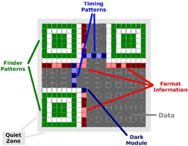 Timing
Patterns
Finder
Patterns
Format
Information
Data
Quiet
Zone
Dark
Module